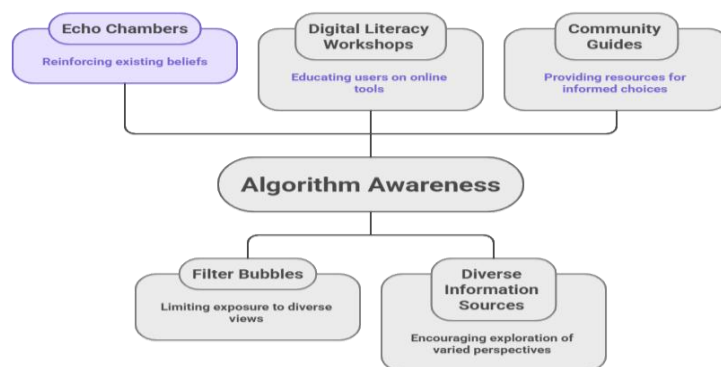 Echo Chambers
Reinforcing existing beliefs
Digital Literacy
Workshops
Educating users on online
tools
Community
Guides
Providing resources for
informed choices
Algorithm Awareness
Filter Bubbles
Limiting exposure to diverse
views
Diverse
Information
Sources
Encouraging exploration of
varied perspectives